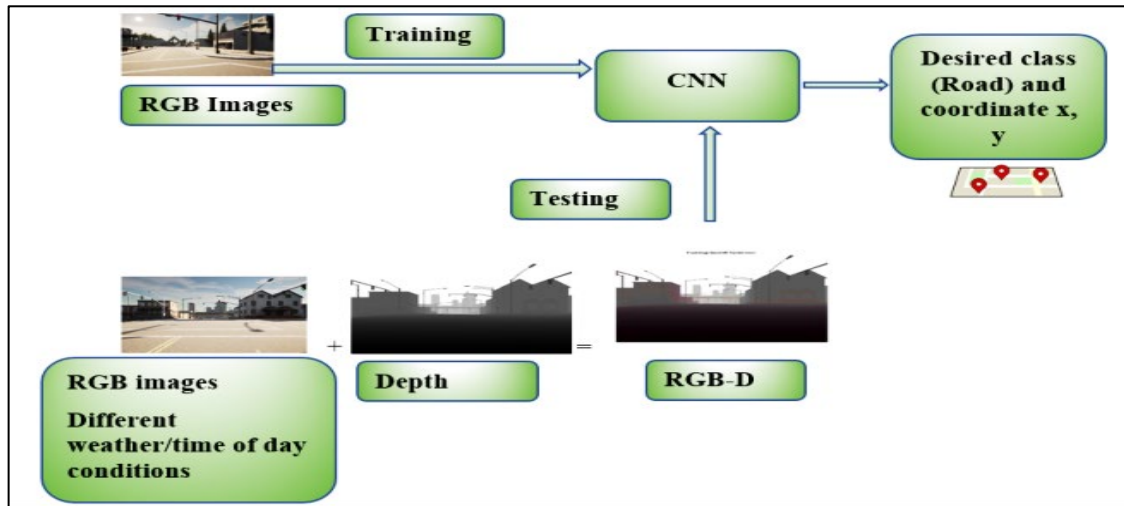 Training
RGB Images
CNN
Desired class
(Road) and
coordinate x,
y
Testing
+
=
RGB images
Different
weather/time of day
conditions
Depth
RGB-D